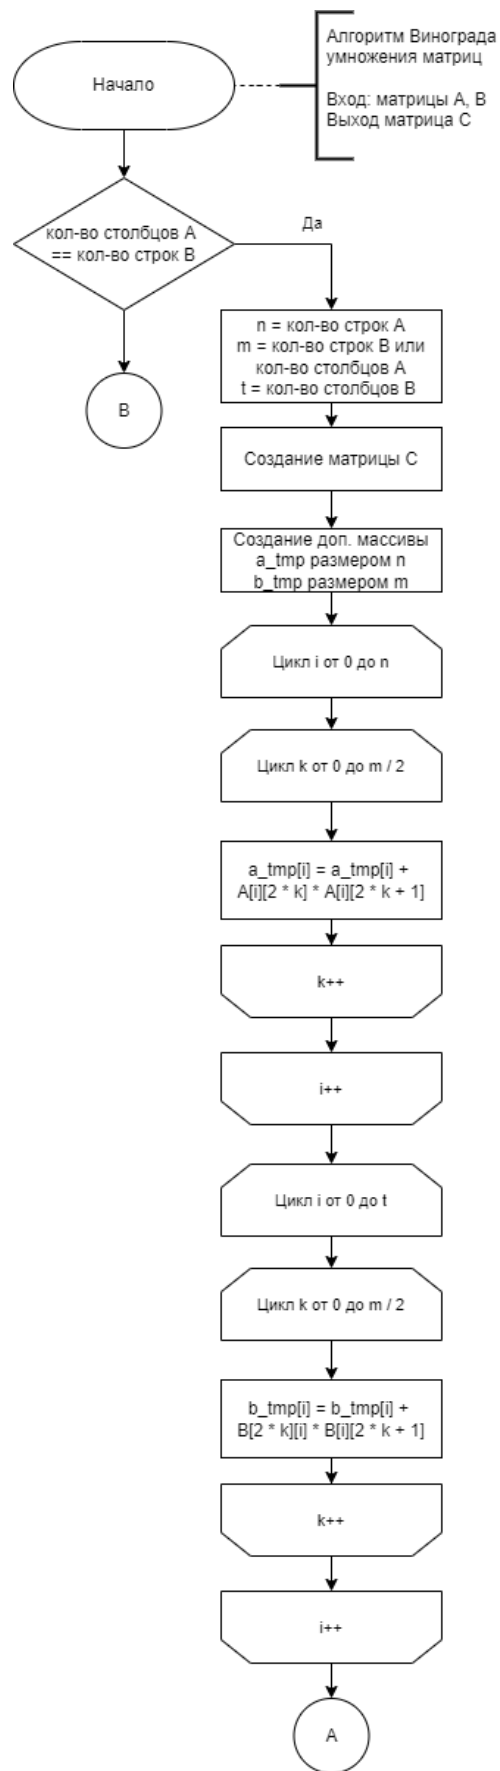 Начало
Алгоритм Винограда
умножения матриц
Вход: матрицы A, B
Выход матрица C
кол-во столбцов A
== кол-во строк B
Да
B
n = кол-во строк A
m = кол-во строк B или
кол-во столбцов A
t = кол-во столбцов B
Создание матрицы C
Создание доп. массивы
a_tmp размером n
b_tmp размером m
Цикл i от 0 до n
Цикл k от 0 до m / 2
a_tmp[i] = a_tmp[i] +
A[i][2 * k] * A[i][2 * k + 1]
k++
i++
Цикл i от 0 до t
Цикл k от 0 до m / 2
b_tmp[i] = b_tmp[i] +
B[2 * k][i] * B[i][2 * k + 1]
k++
i++
A